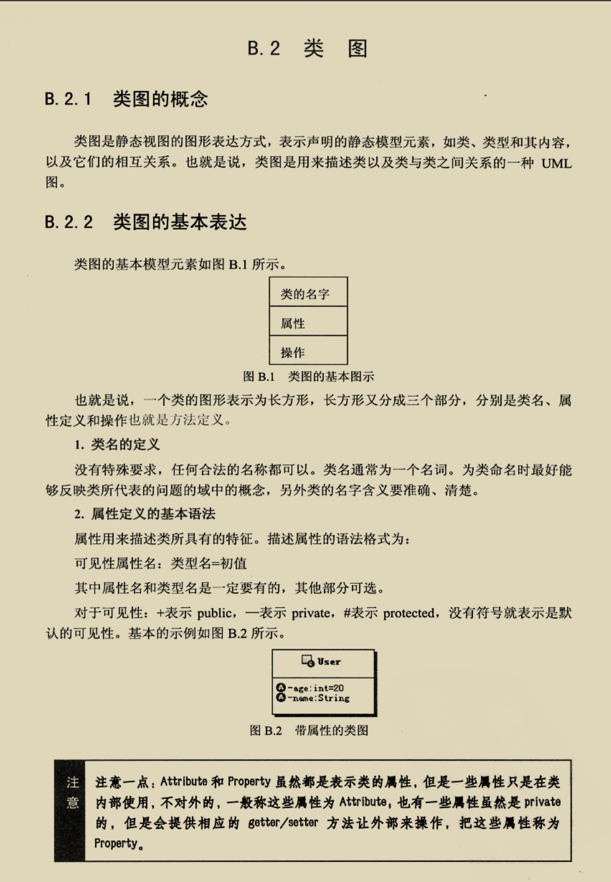 B.2 类 图
B.2.1 类图的概念
类图是静态视图的图形表达方式，表示声明的静态模型元素，如类、类型和其内容，
以及它们的相互关系。也就是说，类图是用来描述类以及类与类之间关系的一种 UML
图。
B.2.2 类图的基本表达
类图的基本模型元素如图 B.1 所示。
类的名字
属性
操作
图 B.1 类图的基本图示
也就是说，一个类的图形表示为长方形，长方形又分成三个部分，分别是类名、属
性定义和操作也就是方法定义。
1. 类名的定义
没有特殊要求，任何合法的名称都可以。类名通常为一个名词。为类命名时最好能
够反映类所代表的问题的域中的概念，另外类的名字含义要准确、清楚。
2. 属性定义的基本语法
属性用来描述类所具有的特征。描述属性的语法格式为：
可见性属性名：类型名=初值
其中属性名和类型名是一定要有的，其他部分可选。
对于可见性：+表示 public，—表示 private，#表示 protected，没有符号就表示是默
认的可见性。基本的示例如图 B.2 所示。
User
A -age:int=20
A -name:String
图 B.2 带属性的类图
注意
注意一点：Attribute 和 Property 虽然都是表示类的属性，但是一些属性只是在类
内部使用，不对外的，一般称这些属性为 Attribute；也有一些属性虽然是 private
的，但是会提供相应的 getter/setter 方法让外部来操作，把这些属性称为
Property。